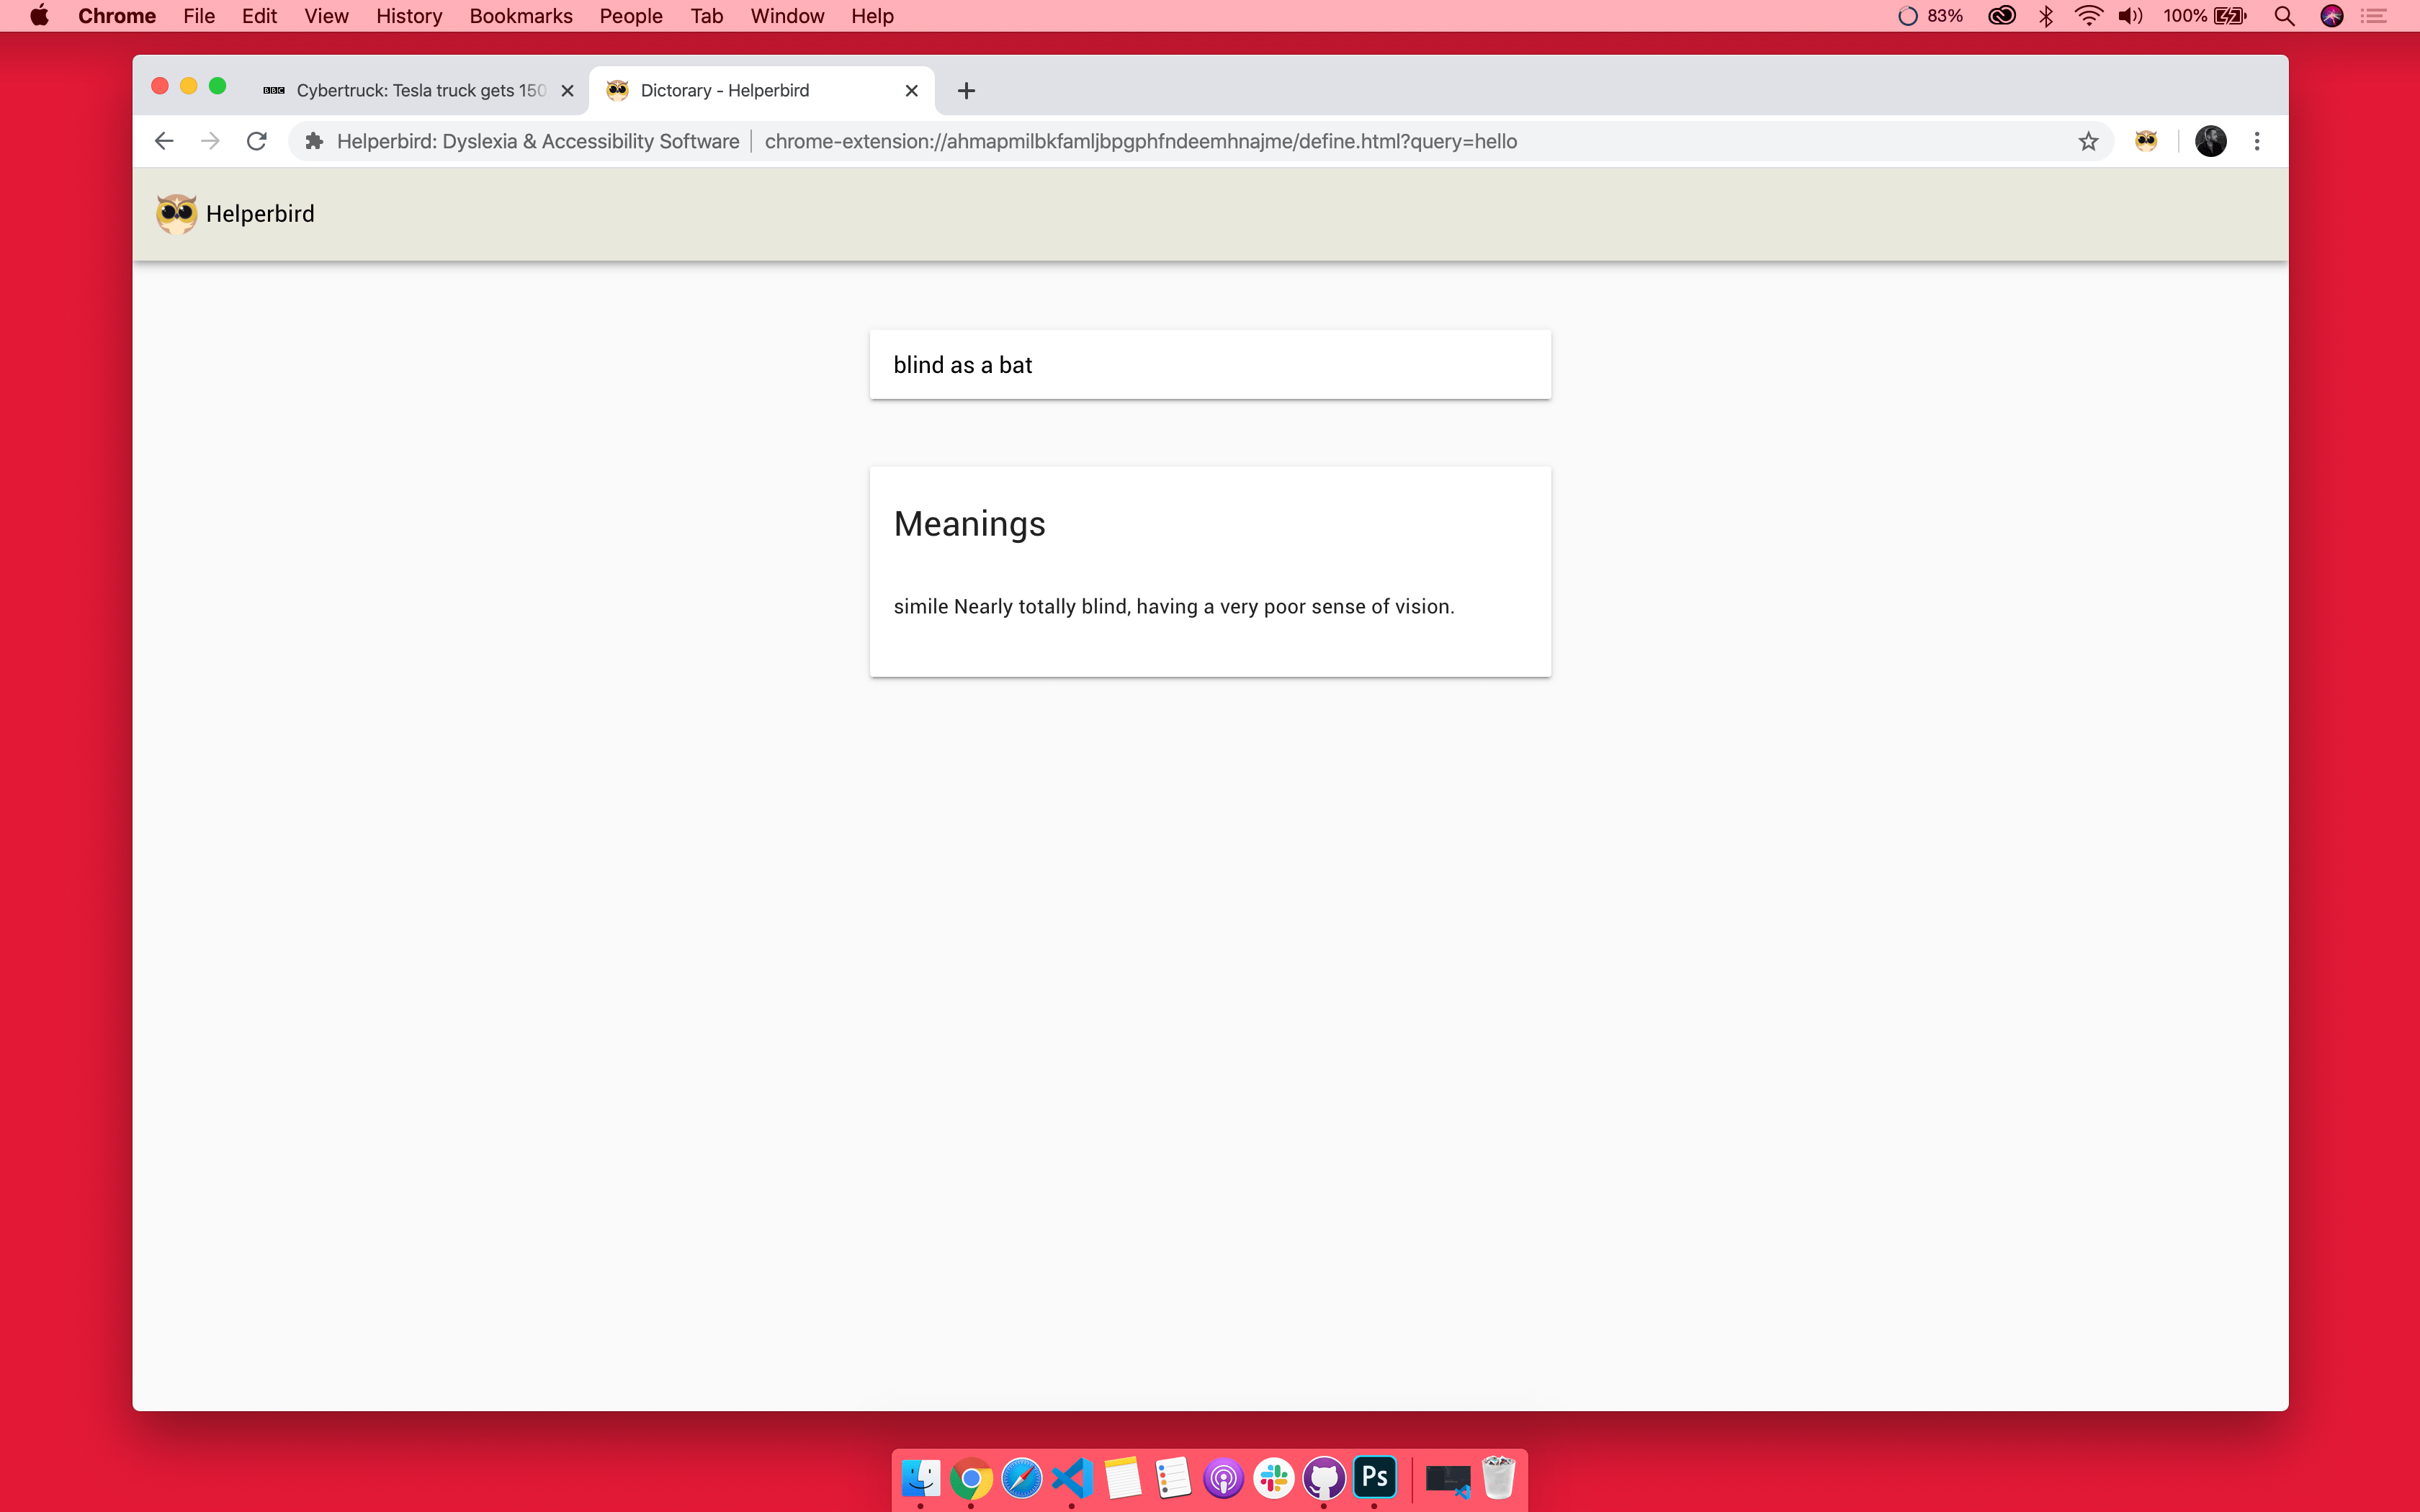 Chrome File Edit View History Bookmarks People Tab Window Help 83% 100%
BBC Cybertruck: Tesla truck gets 150 Dictorary - Helperbird
Helperbird: Dyslexia & Accessibility Software chrome-extension://ahmapmilbkfamljbpgphfndeemhnajme/define.html?query=hello
Helperbird
blind as a bat
Meanings
simile Nearly totally blind, having a very poor sense of vision.
Ps